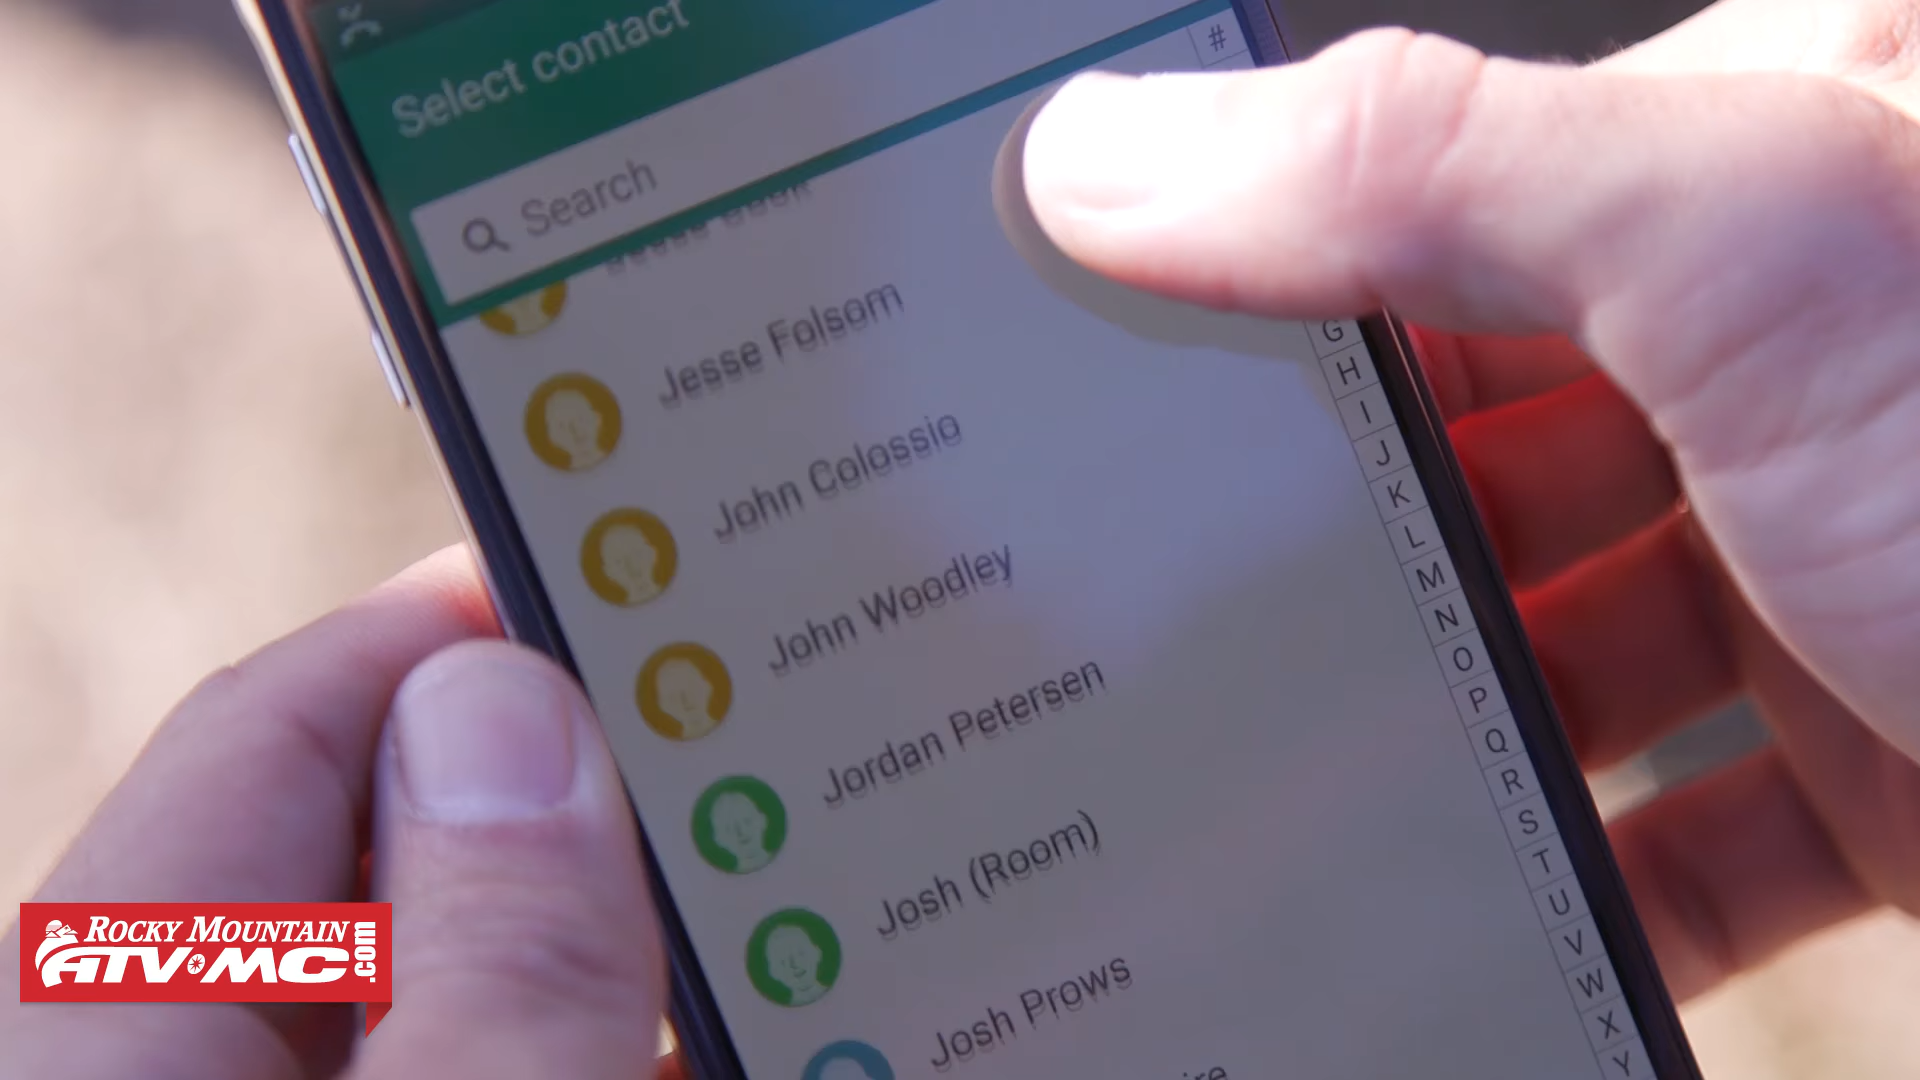 Select contact
#
Search
Jesse Folsom
John Colossio
John Woodley
Jordan Petersen
Josh (Room)
Josh Prows
G
H
I
J
K
L
M
N
O
P
Q
R
S
T
U
V
W
X
Y
ROCKY MOUNTAIN
ATV MC .com